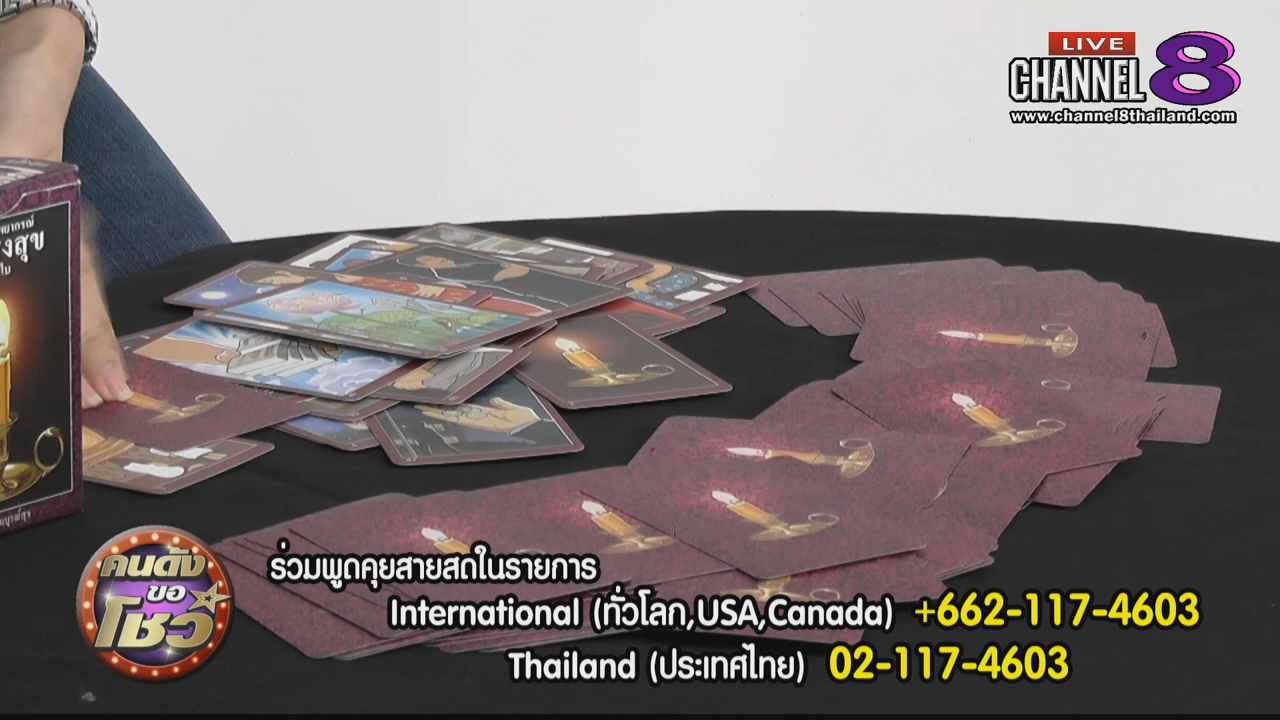 LIVE
CHANNEL 8
www.channel8thailand.com
คนดัง
ขอ
โชว์
ร่วมพูดคุยสายสดในรายการ
International (ทั่วโลก,USA,Canada) +662-117-4603
Thailand (ประเทศไทย) 02-117-4603